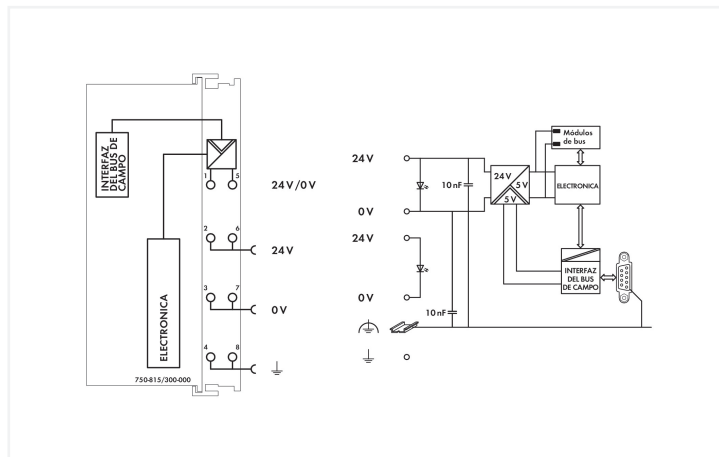 INTERFAZ
DEL BUS DE
CAMPO
1 5
24 V / 0 V
2 6
24 V
3 7
0 V
ELECTRONICA
4 8
750-815/300-000
24 V
0 V
24 V
0 V
10 nF
10 nF
24 V
5 V
5 V
Módulos
de bus
ELECTRONICA
INTERFAZ
DEL BUS
DE CAMPO